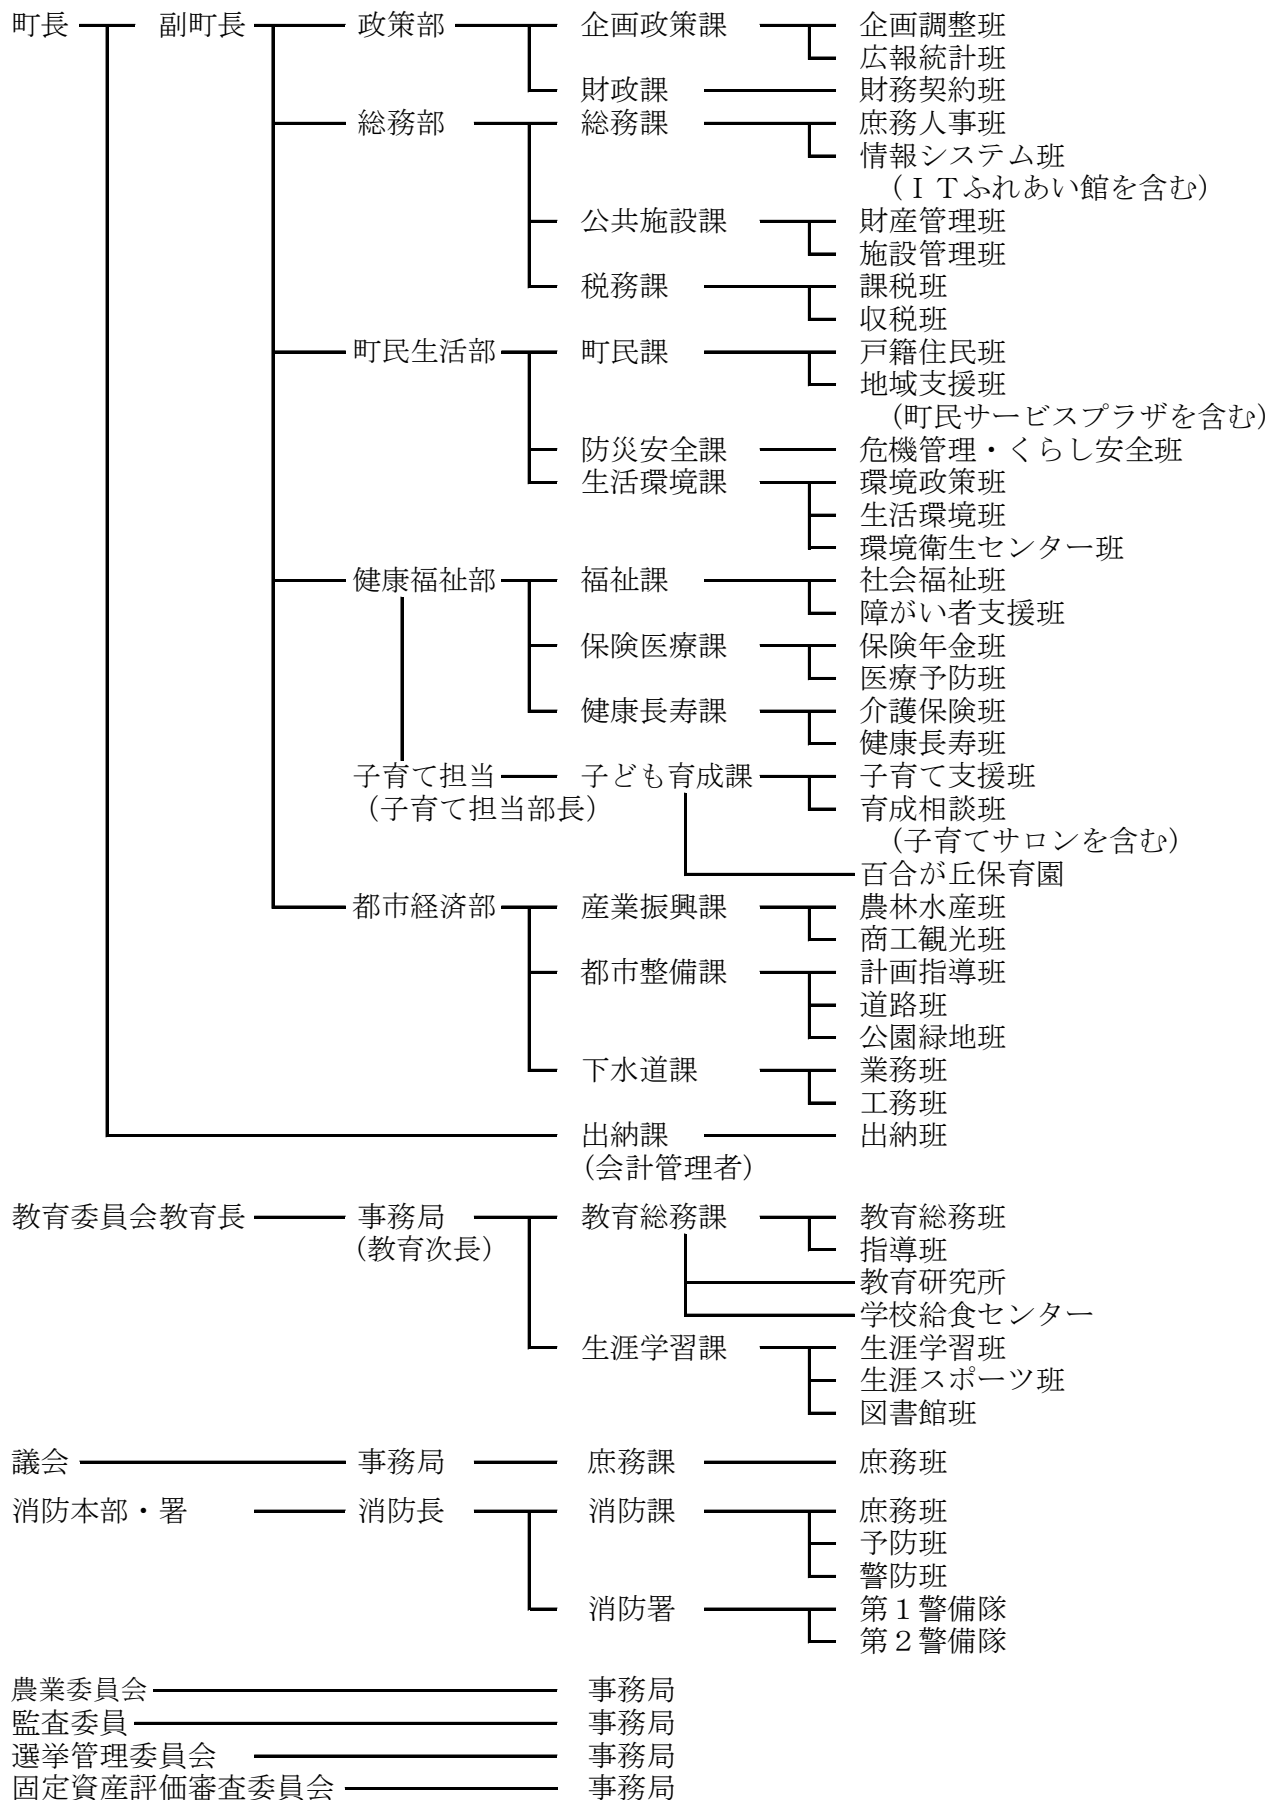 町長 副町長 政策部 企画政策課 企画調整班
広報統計班
財政課 財務契約班
総務部 総務課 庶務人事班
情報システム班
(ITふれあい館を含む)
公共施設課 財産管理班
施設管理班
税務課 課税班
収税班
町民生活部 町民課 戸籍住民班
地域支援班
(町民サービスプラザを含む)
防災安全課 危機管理・くらし安全班
生活環境課 環境政策班
生活環境班
環境衛生センター班
健康福祉部 福祉課 社会福祉班
障がい者支援班
保険医療課 保険年金班
医療予防班
健康長寿課 介護保険班
健康長寿班
子育て担当 子ども育成課 子育て支援班
(子育て担当部長) 育成相談班
(子育てサロンを含む)
百合が丘保育園
都市経済部 産業振興課 農林水産班
商工観光班
都市整備課 計画指導班
道路班
公園緑地班
下水道課 業務班
工務班
出納課 出納班
(会計管理者)
教育委員会教育長 事務局 教育総務課 教育総務班
(教育次長) 指導班
教育研究所
学校給食センター
生涯学習課 生涯学習班
生涯スポーツ班
図書館班
議会 事務局 庶務課 庶務班
消防本部・署 消防長 消防課 庶務班
予防班
警防班
消防署 第1警備隊
第2警備隊
農業委員会 事務局
監査委員 事務局
選挙管理委員会 事務局
固定資産評価審査委員会 事務局